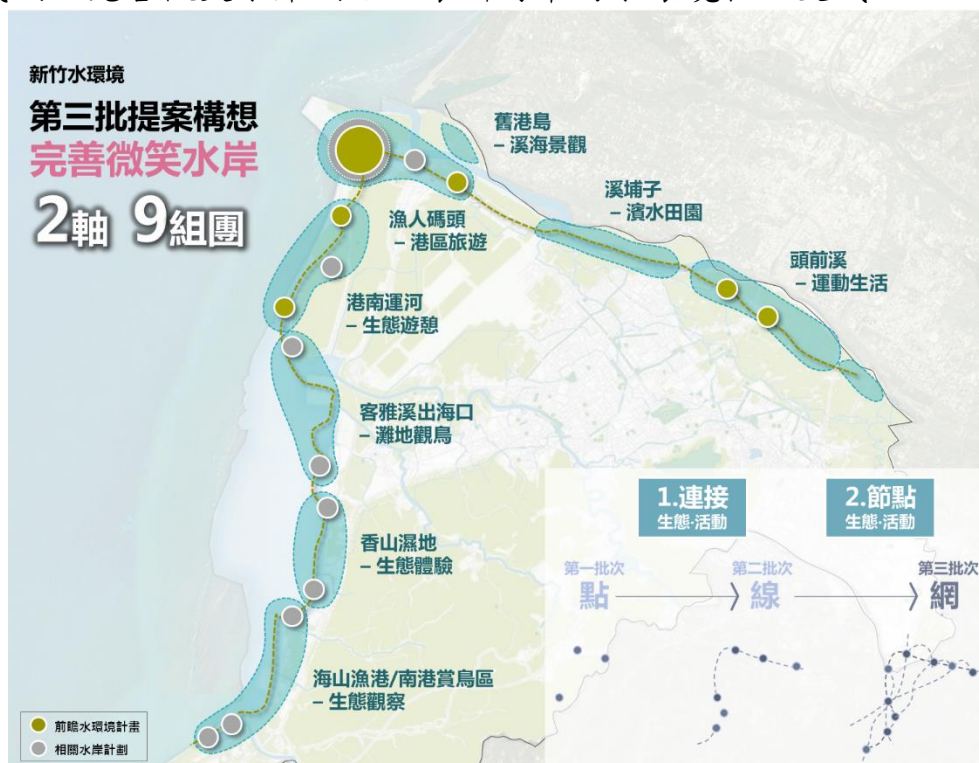 新竹水環境
第三批提案構想
完善微笑水岸
2軸 9組團
舊港島
–溪海景觀
溪埔子
–濱水田園
頭前溪
–運動生活
漁人碼頭
–港區旅遊
港南運河
–生態遊憩
客雅溪出海口
–灘地觀鳥
香山濕地
–生態體驗
海山漁港/南港賞鳥區
–生態觀察
1.連接
生態·活動
2.節點
生態·活動
第一批次
點
第二批次
線
第三批次
網
前瞻水環境計畫
相關水岸計劃